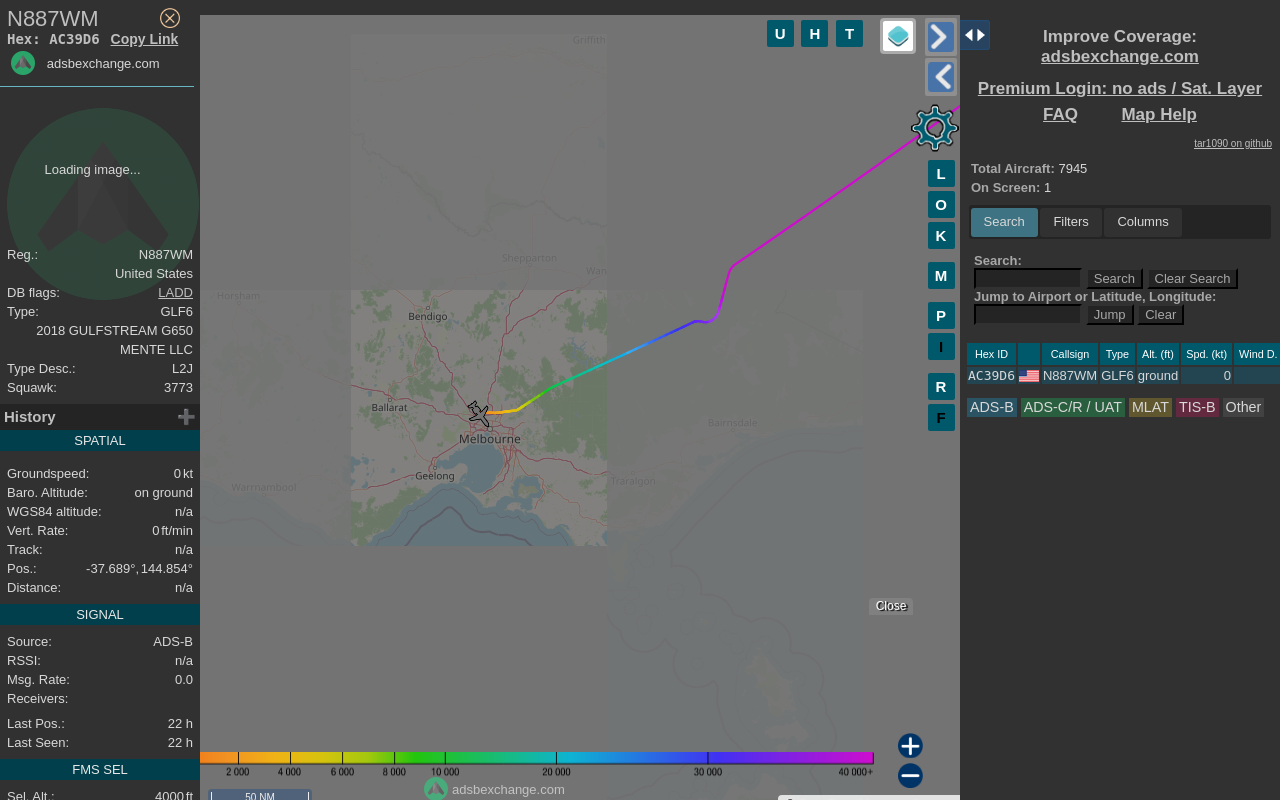 N887WM
Hex: AC39D6 Copy Link
adsbexchange.com
Loading image...
Reg.: N887WM
United States
DB flags: LADD
Type: GLF6
2018 GULFSTREAM G650
MENTE LLC
Type Desc.: L2J
Squawk: 3773
History
SPATIAL
Groundspeed: 0 kt
Baro. Altitude: on ground
WGS84 altitude: n/a
Vert. Rate: 0 ft/min
Track: n/a
Pos.: -37.689°, 144.854°
Distance: n/a
SIGNAL
Source: ADS-B
RSSI: n/a
Msg. Rate: 0.0
Receivers:
Last Pos.: 22 h
Last Seen: 22 h
FMS SEL
Sel. Alt.: 4000 ft
U H T
L
O
K
M
P
I
R
F
Griffith
Shepparton
Wan
Horsham
Bendigo
Ballarat
Melbourne
Geelong
Bairnsdale
Traralgon
Warrnambool
Close
2 000 4 000 6 000 8 000 10 000 20 000 30 000 40 000+
adsbexchange.com
50 NM
Improve Coverage:
adsbexchange.com
Premium Login: no ads / Sat. Layer
FAQ Map Help
tar1090 on github
Total Aircraft: 7945
On Screen: 1
Search Filters Columns
Search:
Search Clear Search
Jump to Airport or Latitude, Longitude:
Jump Clear
Hex ID Callsign Type Alt. (ft) Spd. (kt) Wind D.
AC39D6 N887WM GLF6 ground 0
ADS-B ADS-C/R / UAT MLAT TIS-B Other